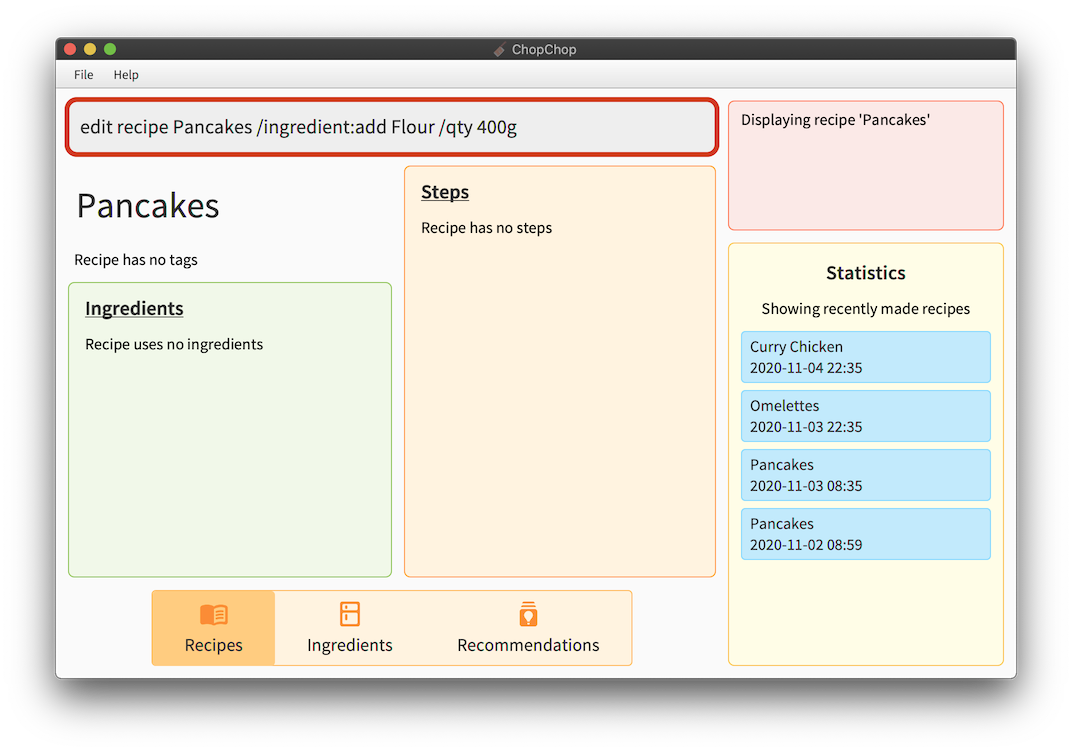 ChopChop
File Help
edit recipe Pancakes /ingredient:add Flour /qty 400g
Displaying recipe 'Pancakes'
Pancakes
Recipe has no tags
Ingredients
Recipe uses no ingredients
Steps
Recipe has no steps
Statistics
Showing recently made recipes
Curry Chicken
2020-11-04 22:35
Omelettes
2020-11-03 22:35
Pancakes
2020-11-03 08:35
Pancakes
2020-11-02 08:59
Recipes Ingredients Recommendations